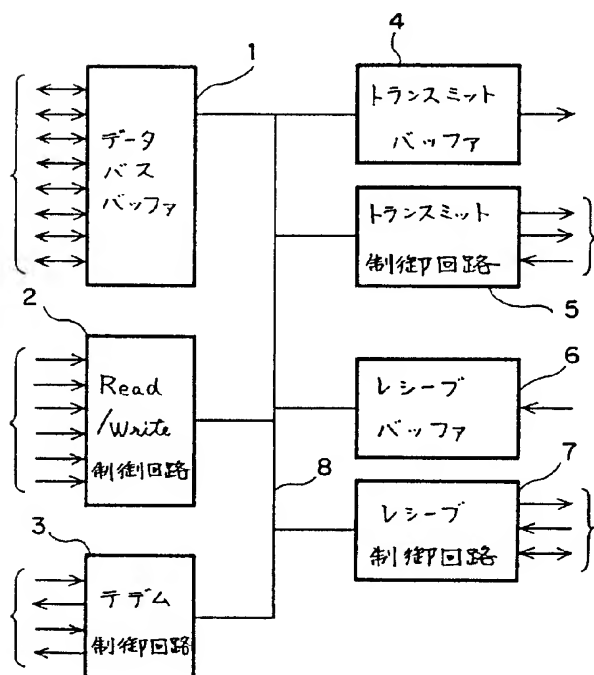 1
データ
バス
バッファ
2
Read
/Write
制御回路
3
テデム
制御回路
4
トランスミット
バッファ
トランスミット
制御回路
5
6
レシーブ
バッファ
7
レシーブ
制御回路
8